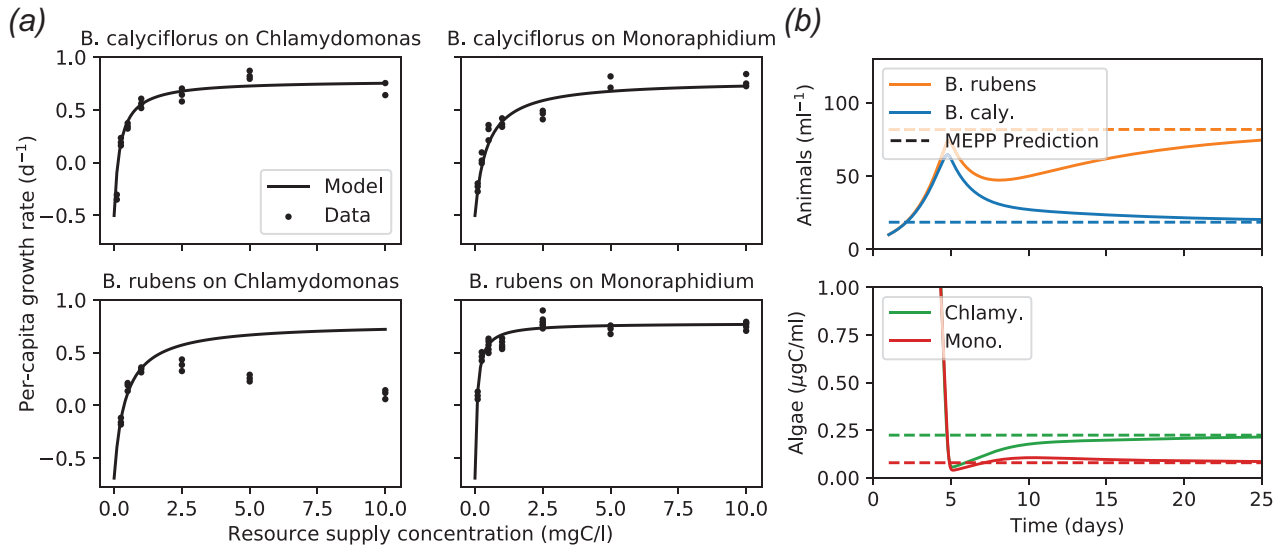 (a)
B. calyciflorus on Chlamydomonas
B. calyciflorus on Monoraphidium
1.0
0.5
0.0
−0.5
Model
Data
B. rubens on Chlamydomonas
B. rubens on Monoraphidium
1.0
0.5
0.0
−0.5
0.0 2.5 5.0 7.5 10.0
0.0 2.5 5.0 7.5 10.0
Per-capita growth rate (d⁻¹)
Resource supply concentration (mgC/l)
(b)
B. rubens
B. caly.
MEPP Prediction
100
50
0
Animals (ml⁻¹)
1.00
0.75
0.50
0.25
0.00
Chlamy.
Mono.
Algae (μgC/ml)
0 5 10 15 20 25
Time (days)